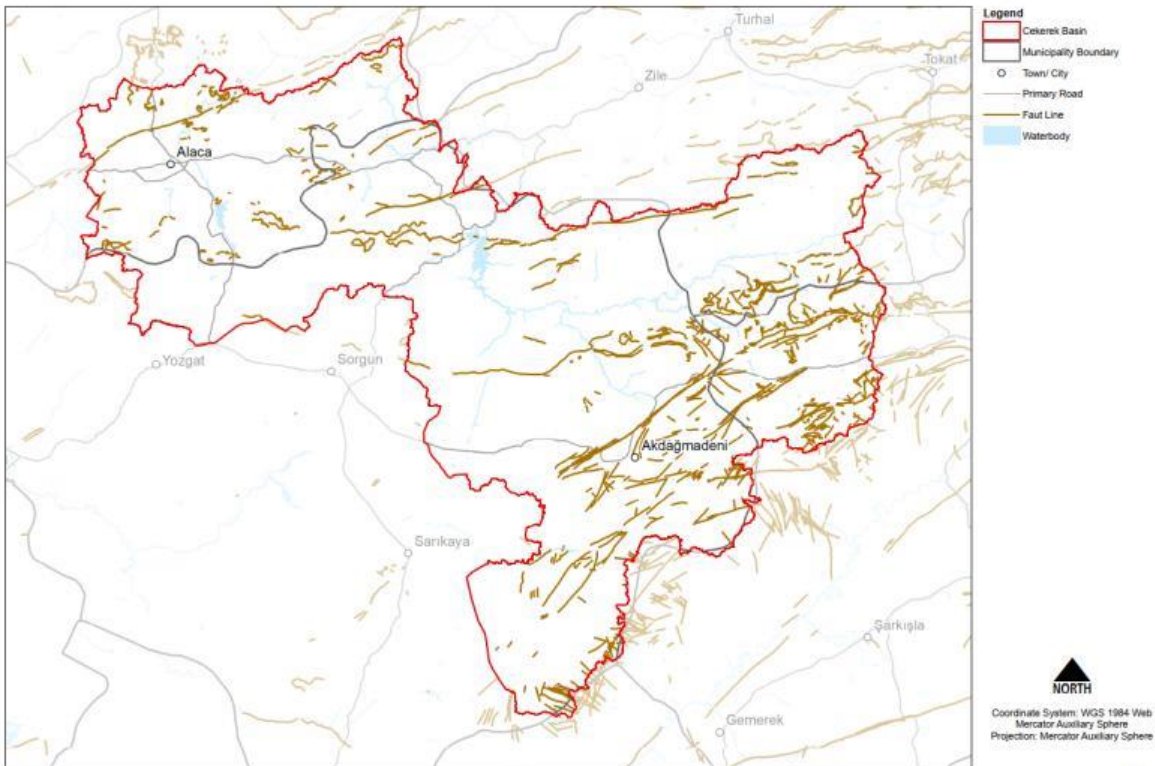 Turhal
Zile
Tokat
Alaca
Yozgat
Sorgun
Akdağmadeni
Sarıkaya
Şarkışla
Gemerek
Legend
Cekerek Basin
Municipality Boundary
Town/ City
Primary Road
Faut Line
Waterbody
NORTH
Coordinate System: WGS 1984 Web
Mercator Auxiliary Sphere
Projection: Mercator Auxiliary Sphere